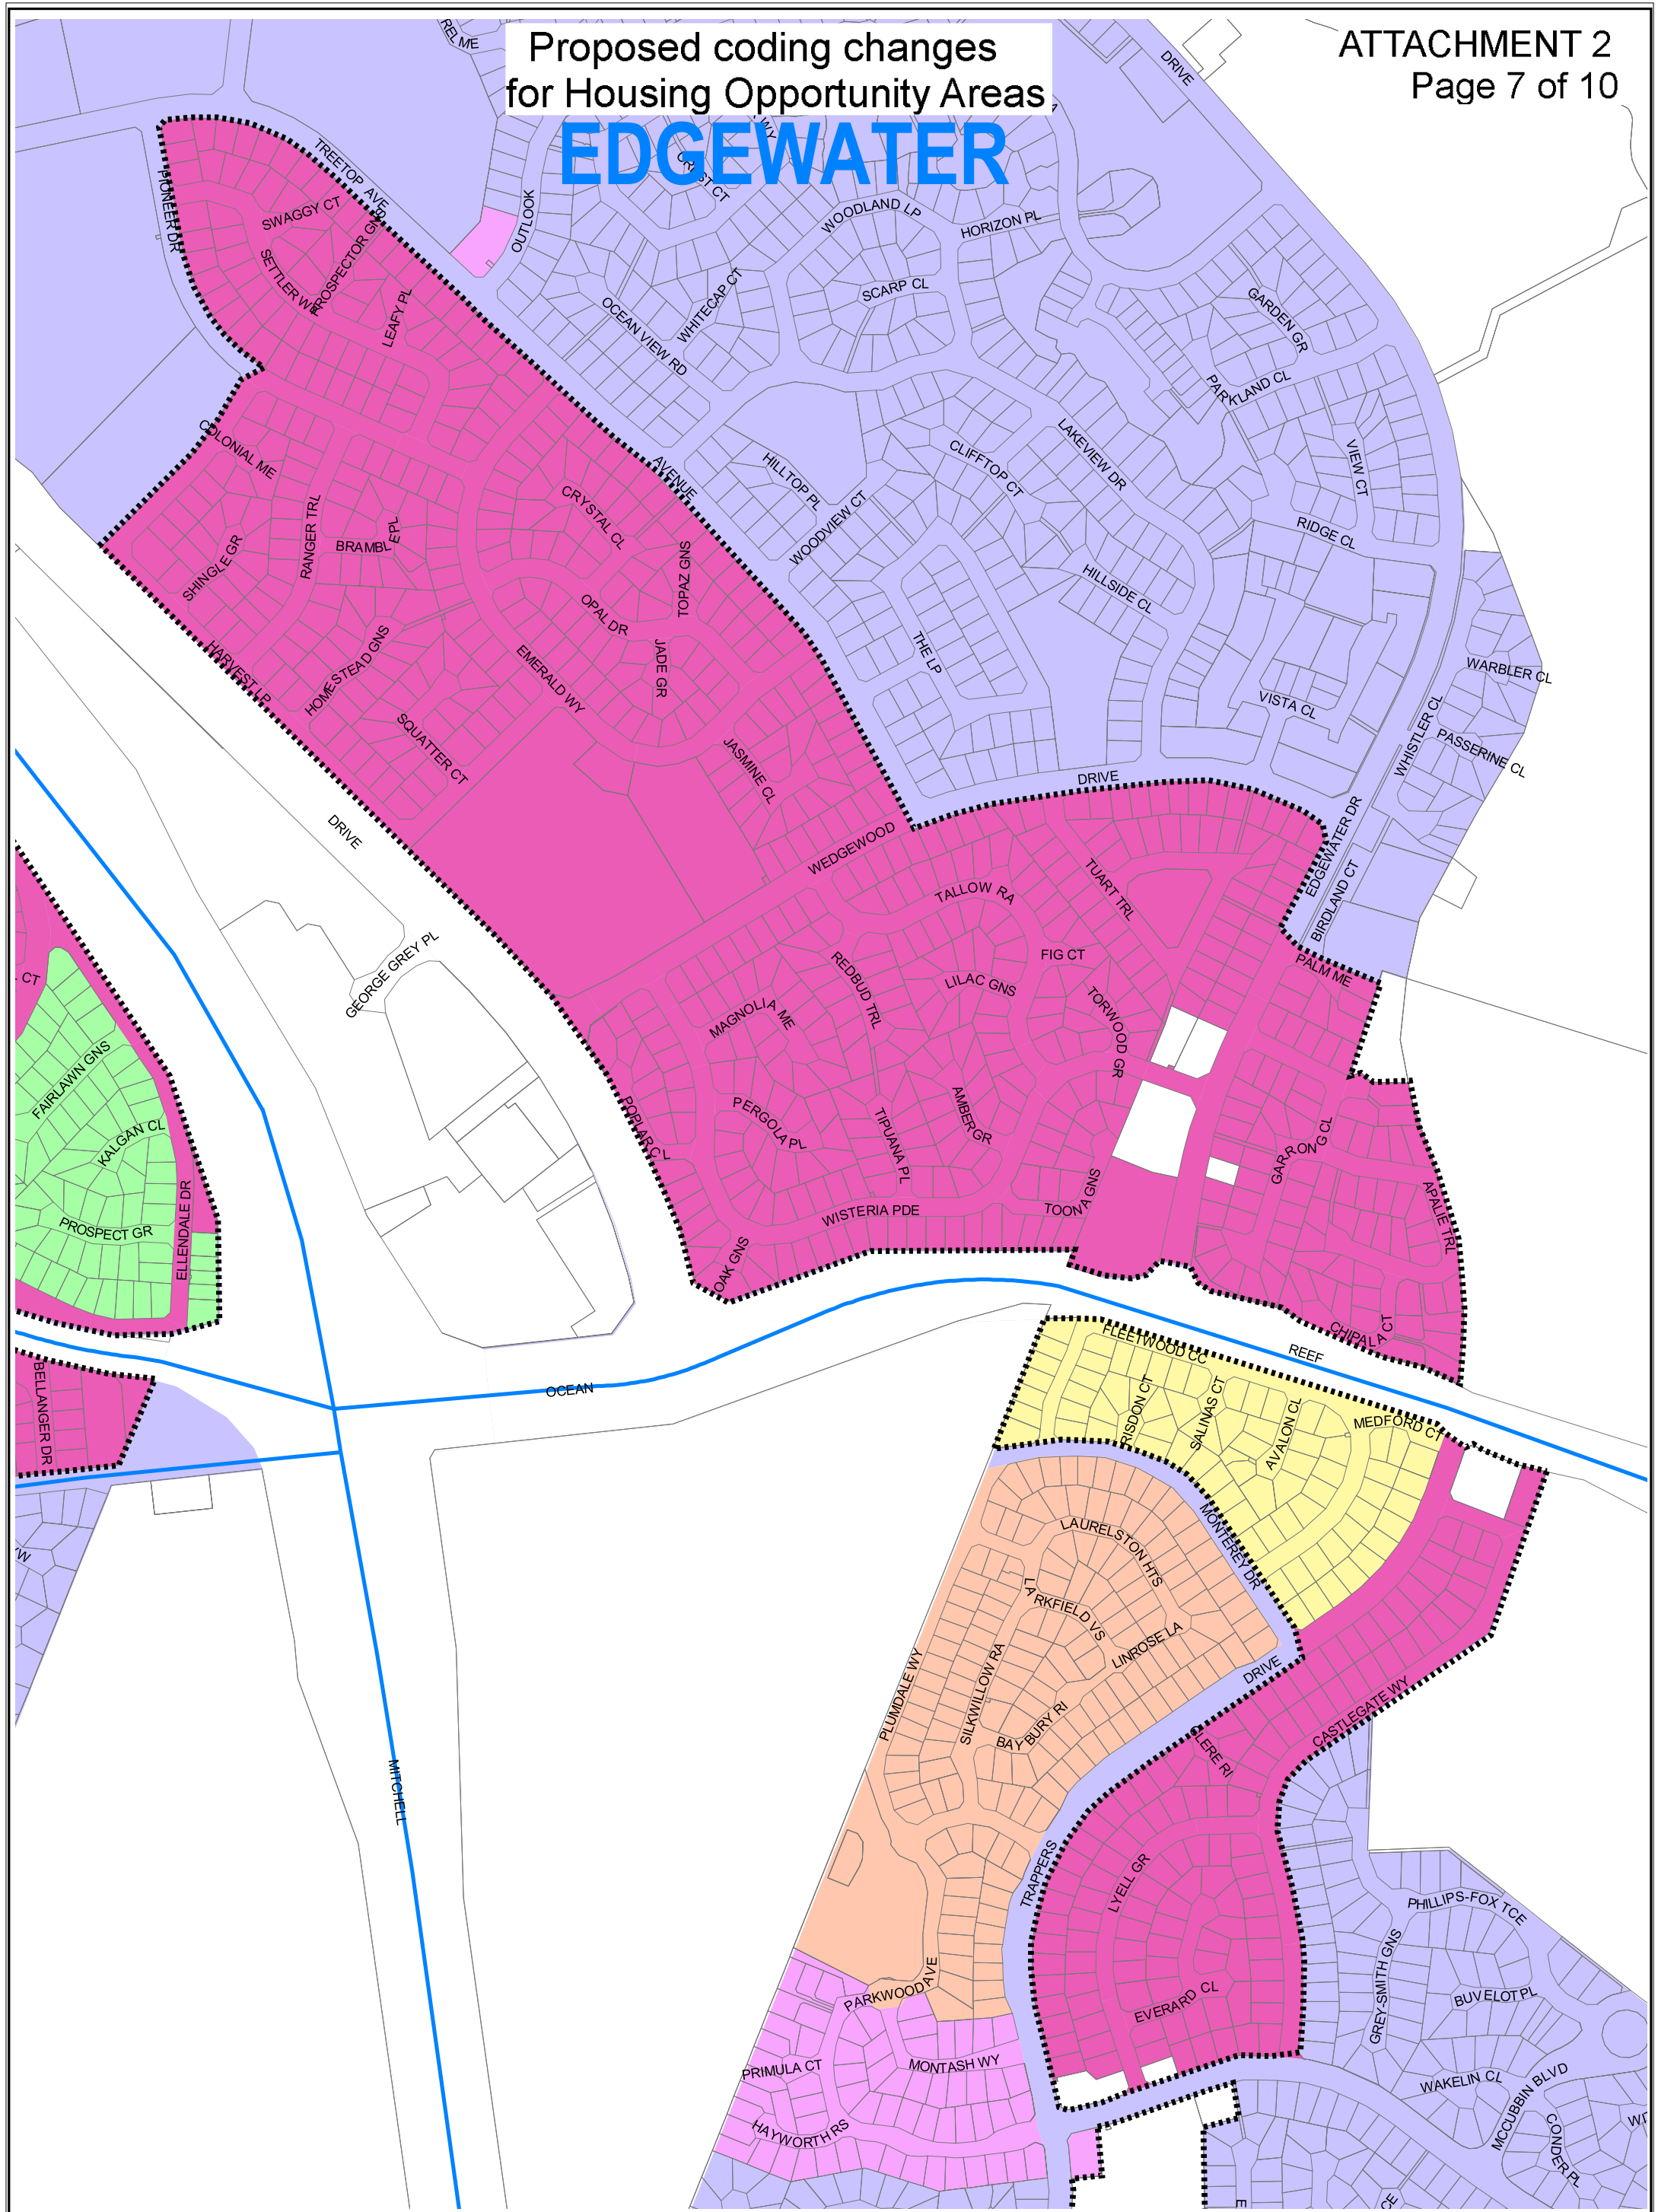 Proposed coding changes
for Housing Opportunity Areas
EDGEWATER
ATTACHMENT 2
Page 7 of 10
DRIVE
TREETOP AVE
PIONEER DR
SWAGGY CT
SETTLER WY
LEAFY PL
OUTLOOK
CREST CT
WOODLAND LP
HORIZON PL
OCEAN VIEW RD
WHITECAP CT
SCARP CL
GARDEN GR
PARKLAND CL
COLONIAL ME
AVENUE
HILLTOP PL
CLIFFTOP CT
LAKEVIEW DR
VIEW CT
CRYSTAL CL
WOODVIEW CT
RIDGE CL
RANGER TRL
BRAMBL
EPL
SHINGLE GR
TOPAZ GNS
OPAL DR
HILLSIDE CL
THE LP
JADE GR
HARVEST LP
HOMESTEAD GNS
EMERALD WY
SQUATTER CT
WARBLER CL
VISTA CL
WHISTLER CL
PASSERINE CL
JASMINE CL
DRIVE
DRIVE
WEDGEWOOD
EDGEWATER DR
BIRDLAND CT
TUART TRL
TALLOW RA
GEORGE GREY PL
FIG CT
PALM ME
REDBUD TRL
LILAC GNS
MAGNOLIA ME
TORWOOD GR
CT
FAIRLAWN GNS
KALGAN CL
PROSPECT GR
ELLENDALE DR
POPLAR CL
PERGOLA PL
TIPUANA PL
AMBER GR
GARRONG CL
APALIE TRL
WISTERIA PDE
TOONA GNS
OAK GNS
CHIPALA CT
REEF
OCEAN
BELLANGER DR
FLEETWOOD CC
RISDON CT
SALINAS CT
AVALON CL
MEDFORD CT
MONTEREY DR
LAURELSTON HTS
LARKFIELD VS
LINROSE LA
SILKWILLOW RA
BAYBURY RI
PLUMDALE WY
DRIVE
CASTLEGATE WY
MITCHELL
TRAPPERS
LYELL GR
PHILLIPS-FOX TCE
GREY-SMITH GNS
PARKWOOD AVE
EVERARD CL
BUVELOT PL
PRIMULA CT
MONTASH WY
WAKELIN CL
MCCUBBIN BLVD
HAYWORTH RS
CONDER PL